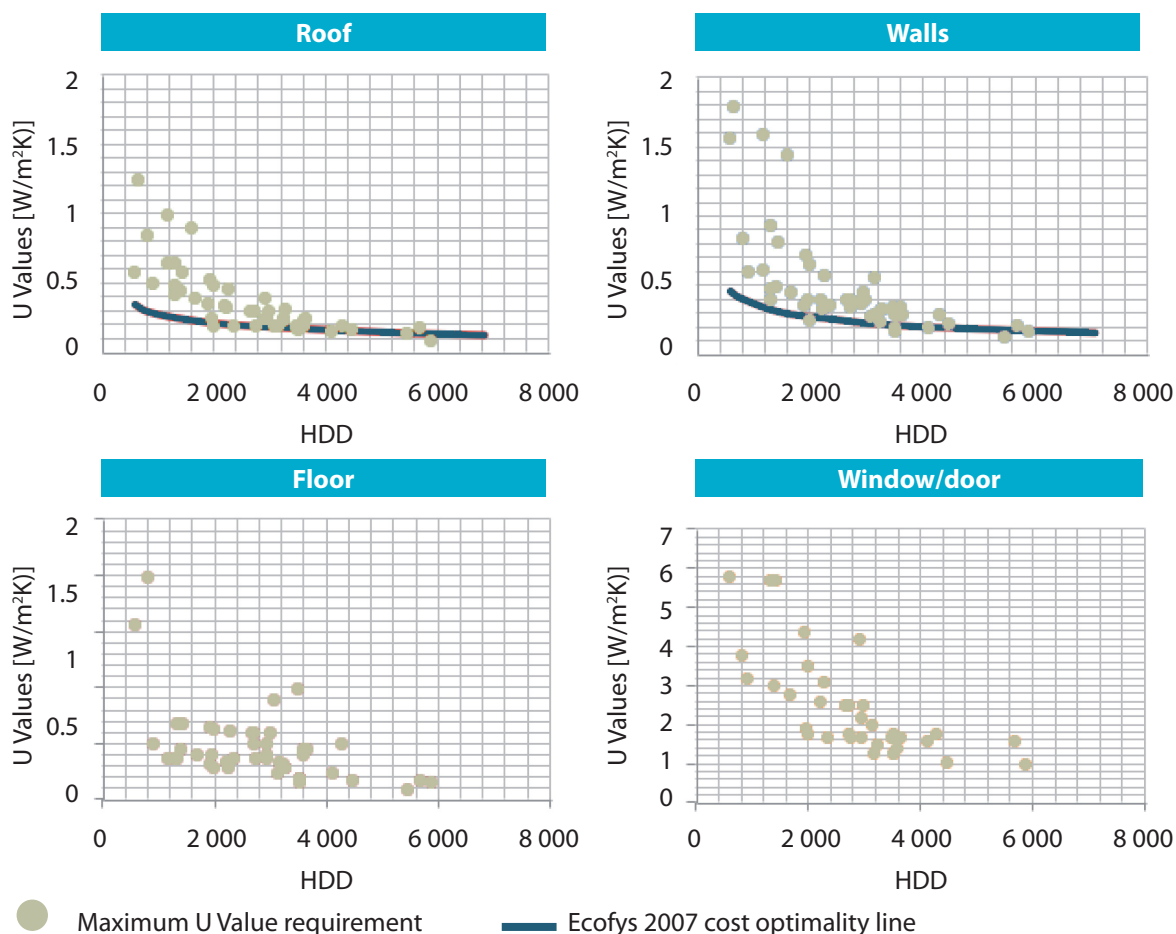 Roof
U Values [W/m²K)]
2
1.5
1
0.5
0
0 2 000 4 000 6 000 8 000
HDD
Walls
U Values [W/m²K)]
2
1.5
1
0.5
0
0 2 000 4 000 6 000 8 000
HDD
Floor
U Values [W/m²K)]
2
1.5
1
0.5
0
0 2 000 4 000 6 000 8 000
HDD
Window/door
U Values [W/m²K)]
7
6
5
4
3
2
1
0
0 2 000 4 000 6 000 8 000
HDD
Maximum U Value requirement
Ecofys 2007 cost optimality line